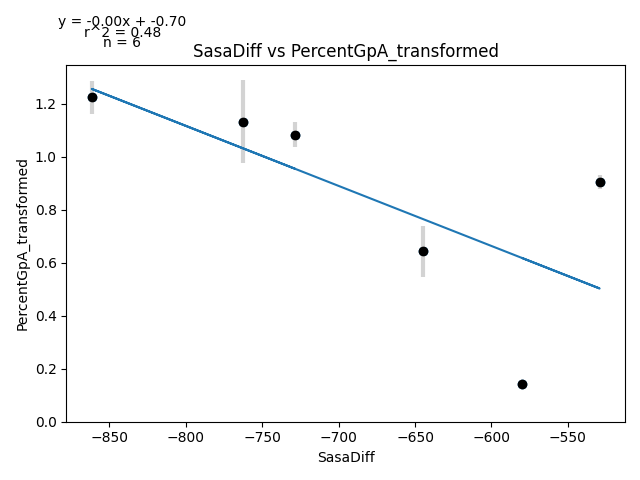 y = -0.00x + -0.70
r^2 = 0.48
n = 6
SasaDiff vs PercentGpA_transformed
PercentGpA_transformed
1.2
1.0
0.8
0.6
0.4
0.2
0.0
−850 −800 −750 −700 −650 −600 −550
SasaDiff